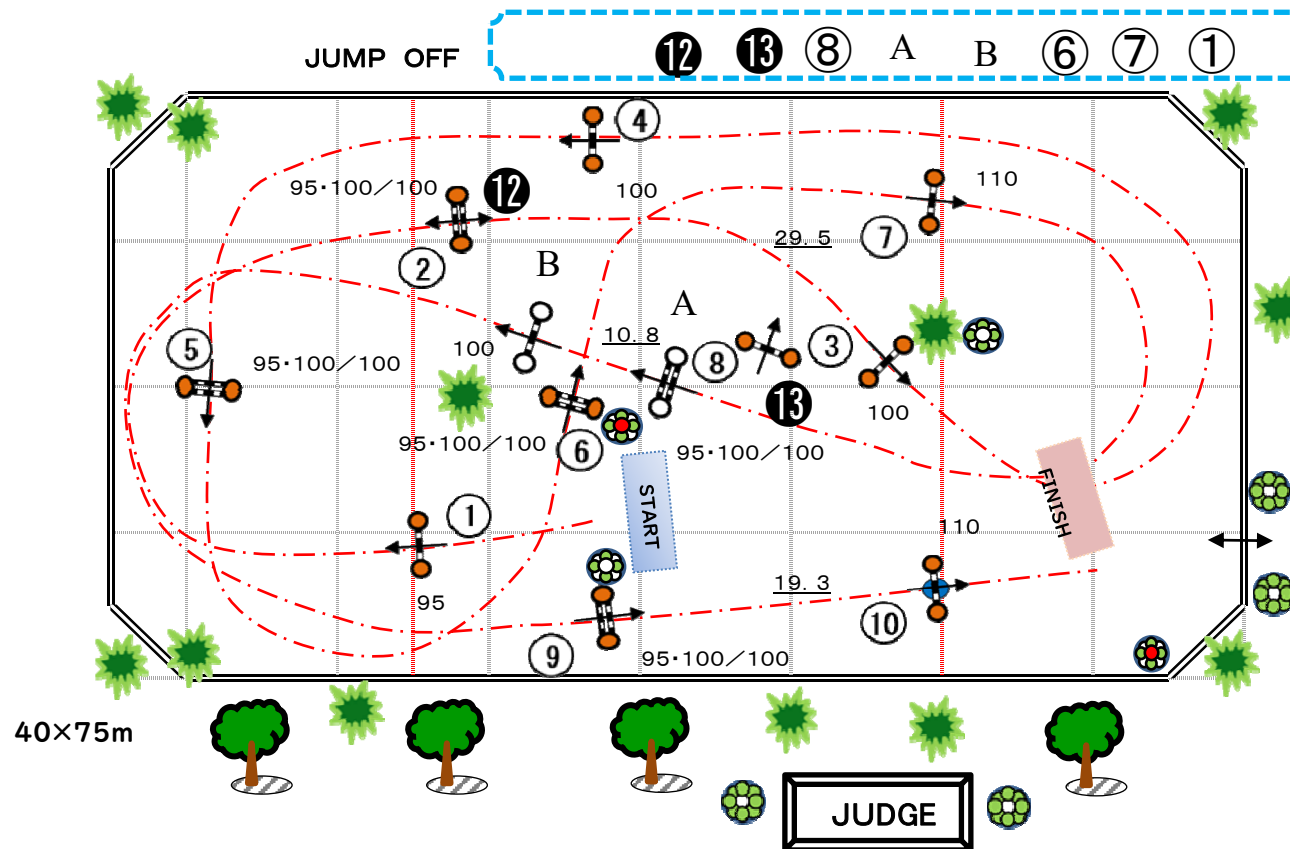 JUMP OFF ⓬ ⓭ ⑧ A B ⑥ ⑦ ①
④
95・100/100 ⓬ 100 110
② 29.5 ⑦
B
A
⑤ 95・100/100 100 10.8 ⑧ ③
⓭ 100
95・100/100 ⑥ 95・100/100
START FINISH
① 110
95 19.3
⑩
⑨ 95・100/100
40×75m
JUDGE